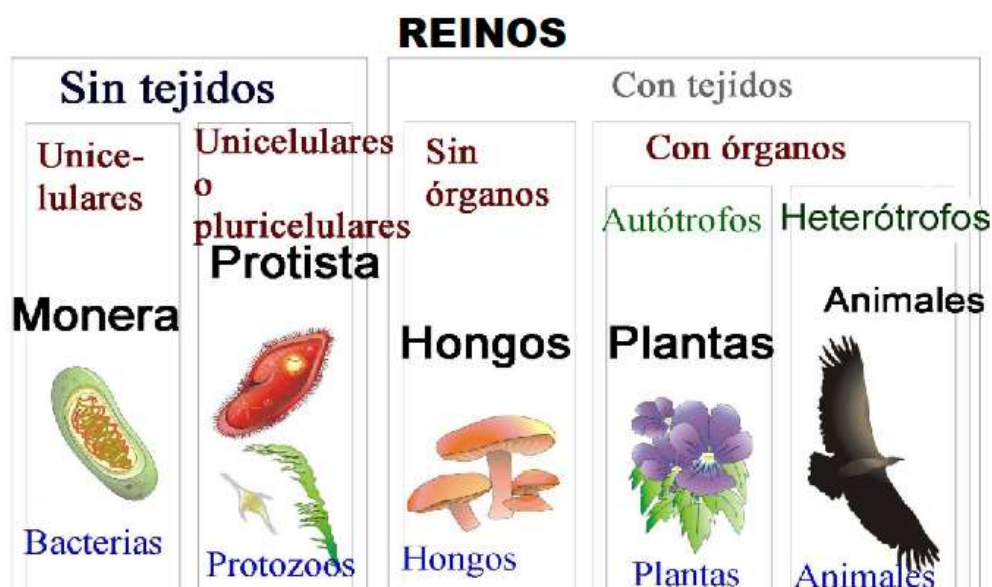 REINOS
Sin tejidos
Con tejidos
Unice-
lulares
Unicelulares
o
pluricelulares
Sin
órganos
Con órganos
Autótrofos
Heterótrofos
Protista
Monera
Hongos
Plantas
Animales
Bacterias
Protozoos
Hongos
Plantas
Animales